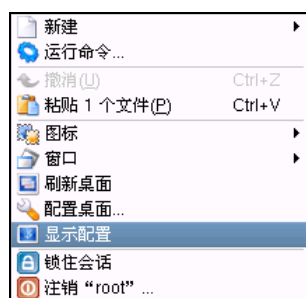 新建
运行命令...
撤消(U) Ctrl+Z
粘贴 1 个文件(P) Ctrl+V
图标
窗口
刷新桌面
配置桌面...
显示配置
锁住会话
注销“root”...